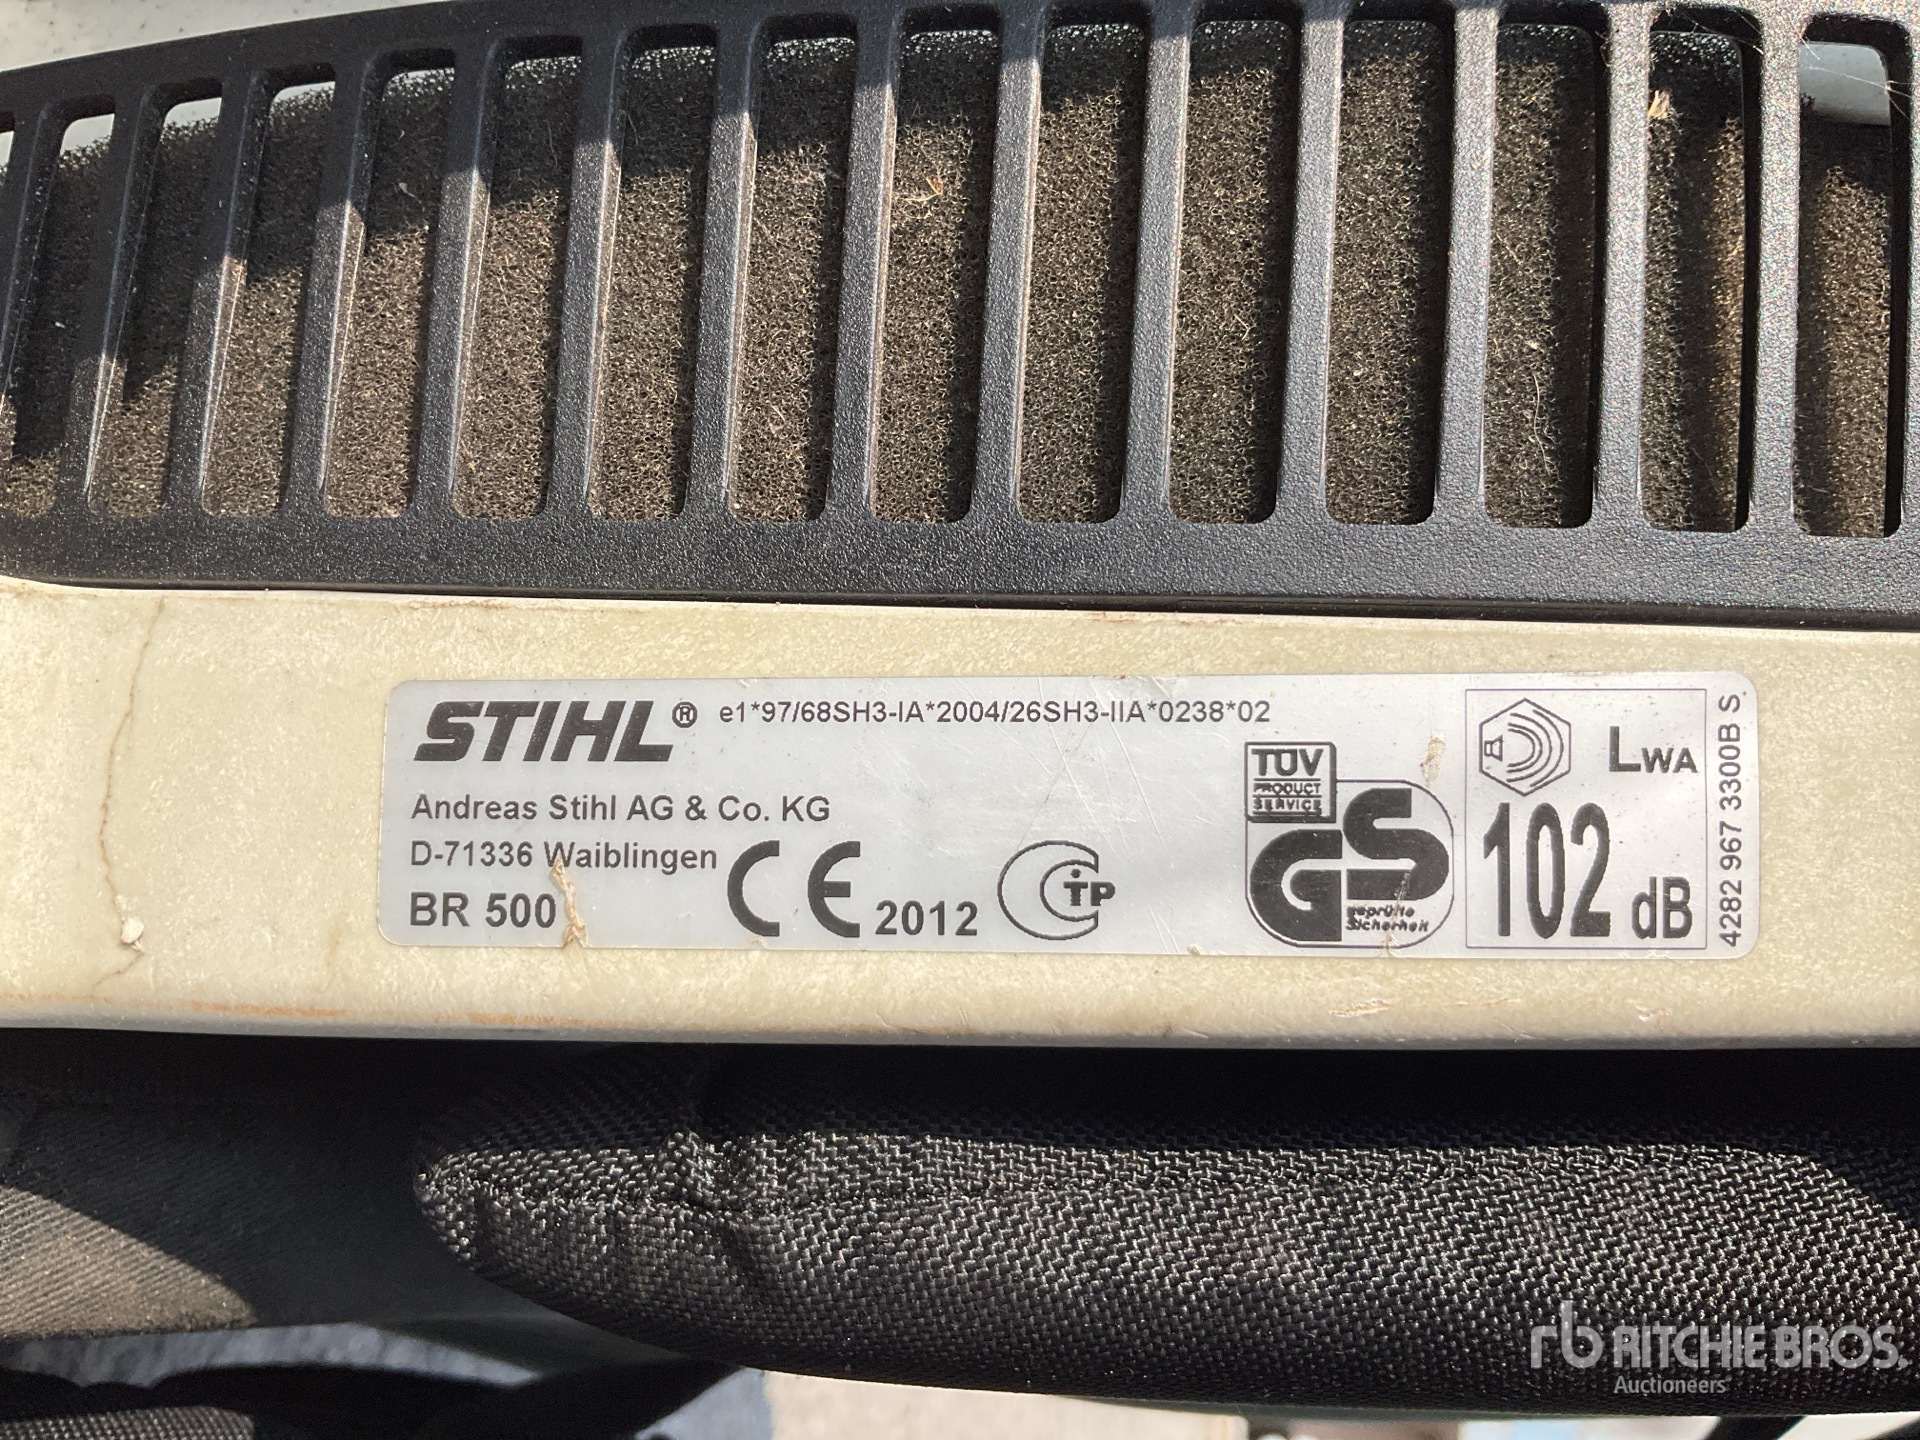 STIHL® e1*97/68SH3-IA*2004/26SH3-IIA*0238*02
Andreas Stihl AG & Co. KG
D-71336 Waiblingen
BR 500
CE 2012
CTP
TÜV
PRODUCT
SERVICE
GS
geprüfte
Sicherheit
LWA
102 dB
4282 967 3300B S.
rb RITCHIE BROS.
Auctioneers